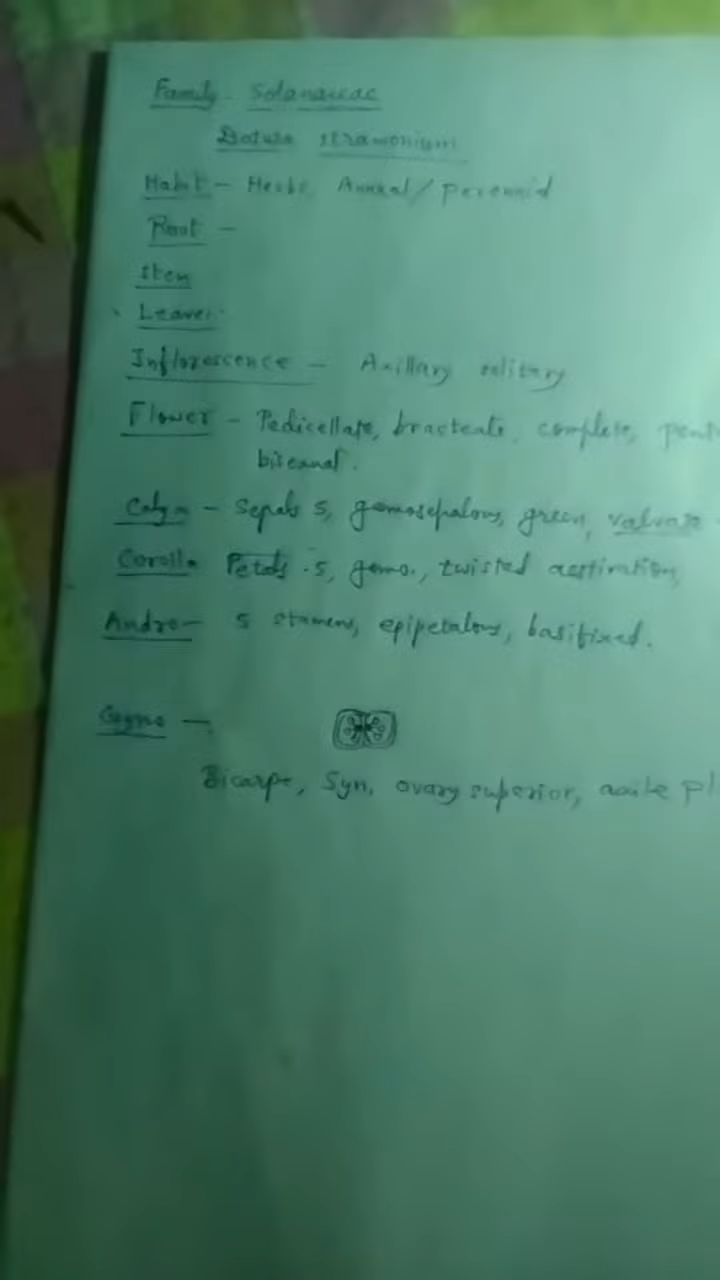 Family - Solanaceae
Datura stramonium
Habit - Herbs, Annual / perennial
Root -
Stem
Leaves
Inflorescence - Axillary solitary
Flower - Pedicellate, bracteate, complete,
bisexual.
Calyx - Sepals 5, gamosepalous, green, valvate
Corolla Petals - 5, gamo., twisted aestivation,
Andro - 5 stamens, epipetalous, basifixed.
Gyno -
Bicarpe, Syn, ovary superior, axile